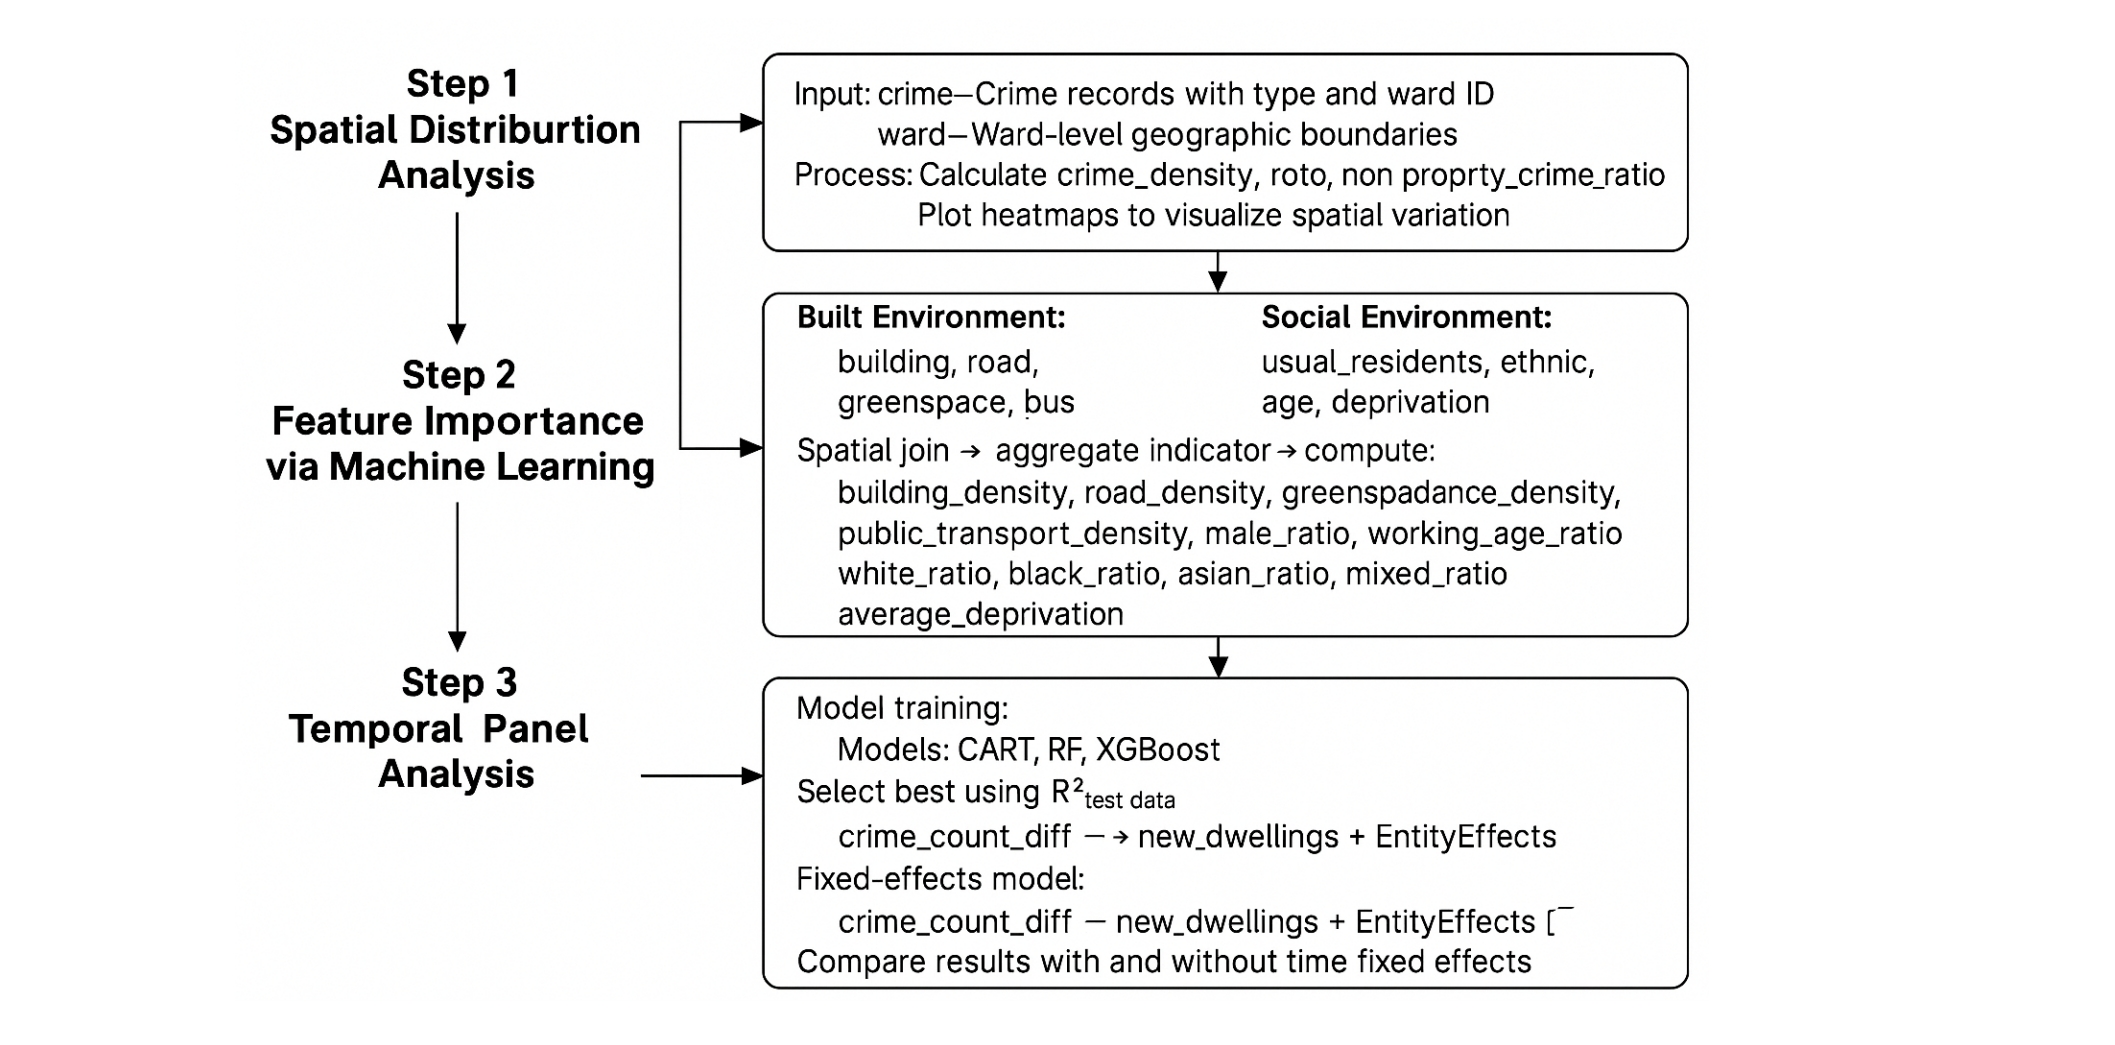 Step 1
Spatial Distriburtion
Analysis
Step 2
Feature Importance
via Machine Learning
Step 3
Temporal Panel
Analysis
Input: crime—Crime records with type and ward ID
ward—Ward-level geographic boundaries
Process: Calculate crime_density, roto, non proprty_crime_ratio
Plot heatmaps to visualize spatial variation
Built Environment:
building, road,
greenspace, bus
Social Environment:
usual_residents, ethnic,
age, deprivation
Spatial join → aggregate indicator → compute:
building_density, road_density, greenspadance_density,
public_transport_density, male_ratio, working_age_ratio
white_ratio, black_ratio, asian_ratio, mixed_ratio
average_deprivation
Model training:
Models: CART, RF, XGBoost
Select best using R²test data
crime_count_diff — → new_dwellings + EntityEffects
Fixed-effects model:
crime_count_diff — new_dwellings + EntityEffects [¯
Compare results with and without time fixed effects